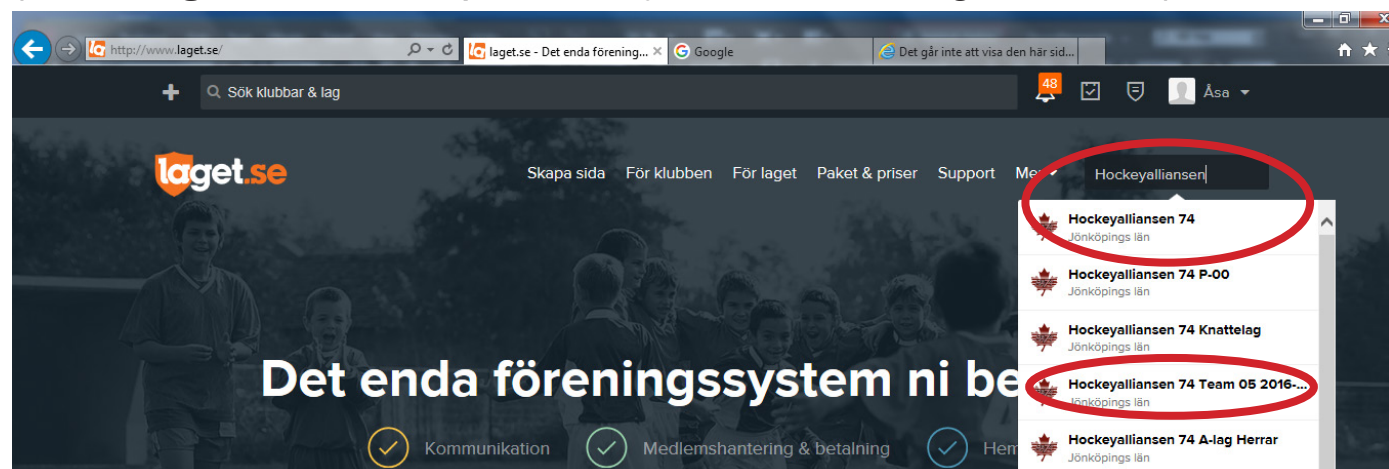 http://www.laget.se/
laget.se - Det enda förening...
Google
Det går inte att visa den här sid...
Sök klubbar & lag
48
Åsa
laget.se
Skapa sida För klubben För laget Paket & priser Support
Hockeyalliansen
Hockeyalliansen 74
Jönköpings län
Hockeyalliansen 74 P-00
Jönköpings län
Hockeyalliansen 74 Knattelag
Jönköpings län
Hockeyalliansen 74 Team 05 2016-...
Jönköpings län
Hockeyalliansen 74 A-lag Herrar
Jönköpings län
Det enda föreningssystem ni be
Kommunikation Medlemshantering & betalning Hem